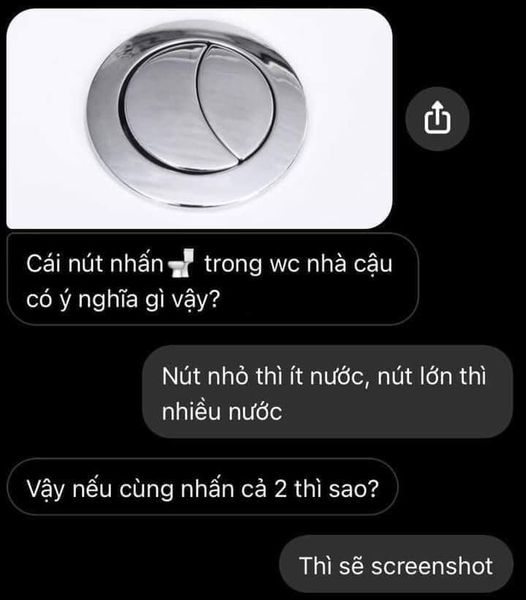 Cái nút nhấn🚽 trong wc nhà cậu
có ý nghĩa gì vậy?
Nút nhỏ thì ít nước, nút lớn thì
nhiều nước
Vậy nếu cùng nhấn cả 2 thì sao?
Thì sẽ screenshot